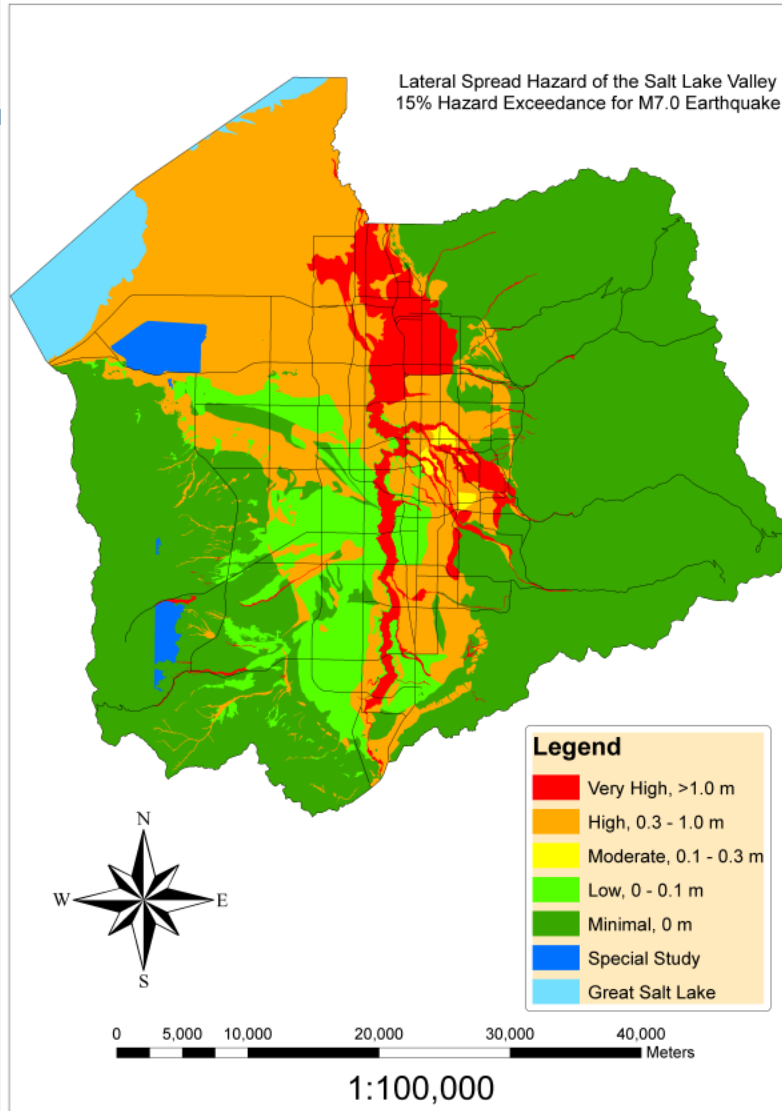 Lateral Spread Hazard of the Salt Lake Valley
15% Hazard Exceedance for M7.0 Earthquake
Legend
Very High, >1.0 m
High, 0.3 - 1.0 m
Moderate, 0.1 - 0.3 m
Low, 0 - 0.1 m
Minimal, 0 m
Special Study
Great Salt Lake
N
W E
S
0 5,000 10,000 20,000 30,000 40,000
Meters
1:100,000